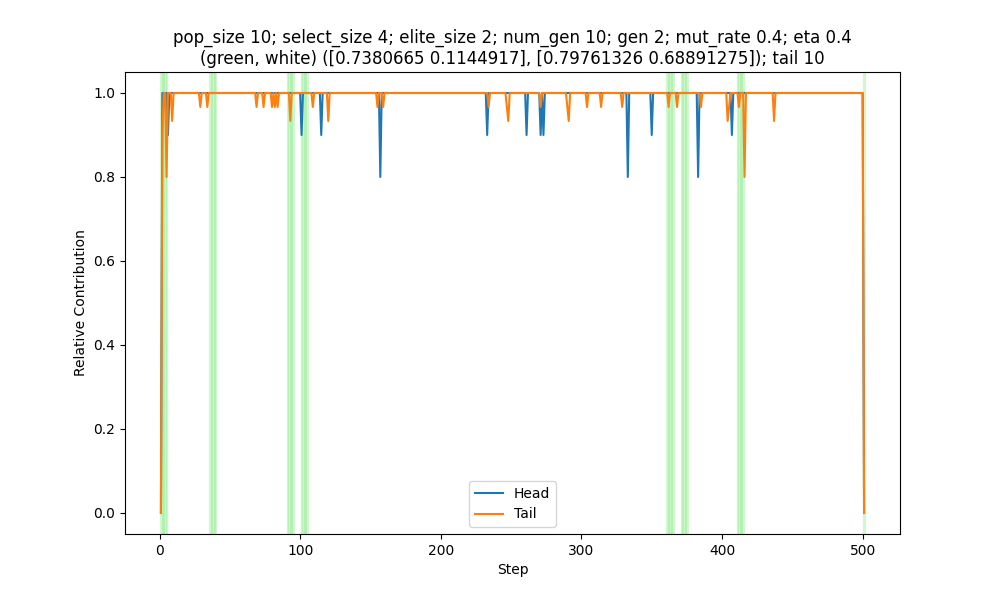 pop_size 10; select_size 4; elite_size 2; num_gen 10; gen 2; mut_rate 0.4; eta 0.4
(green, white) ([0.7380665 0.1144917], [0.79761326 0.68891275]); tail 10
1.0
0.8
0.6
0.4
0.2
0.0
Relative Contribution
Head
Tail
0
100
200
300
400
500
Step